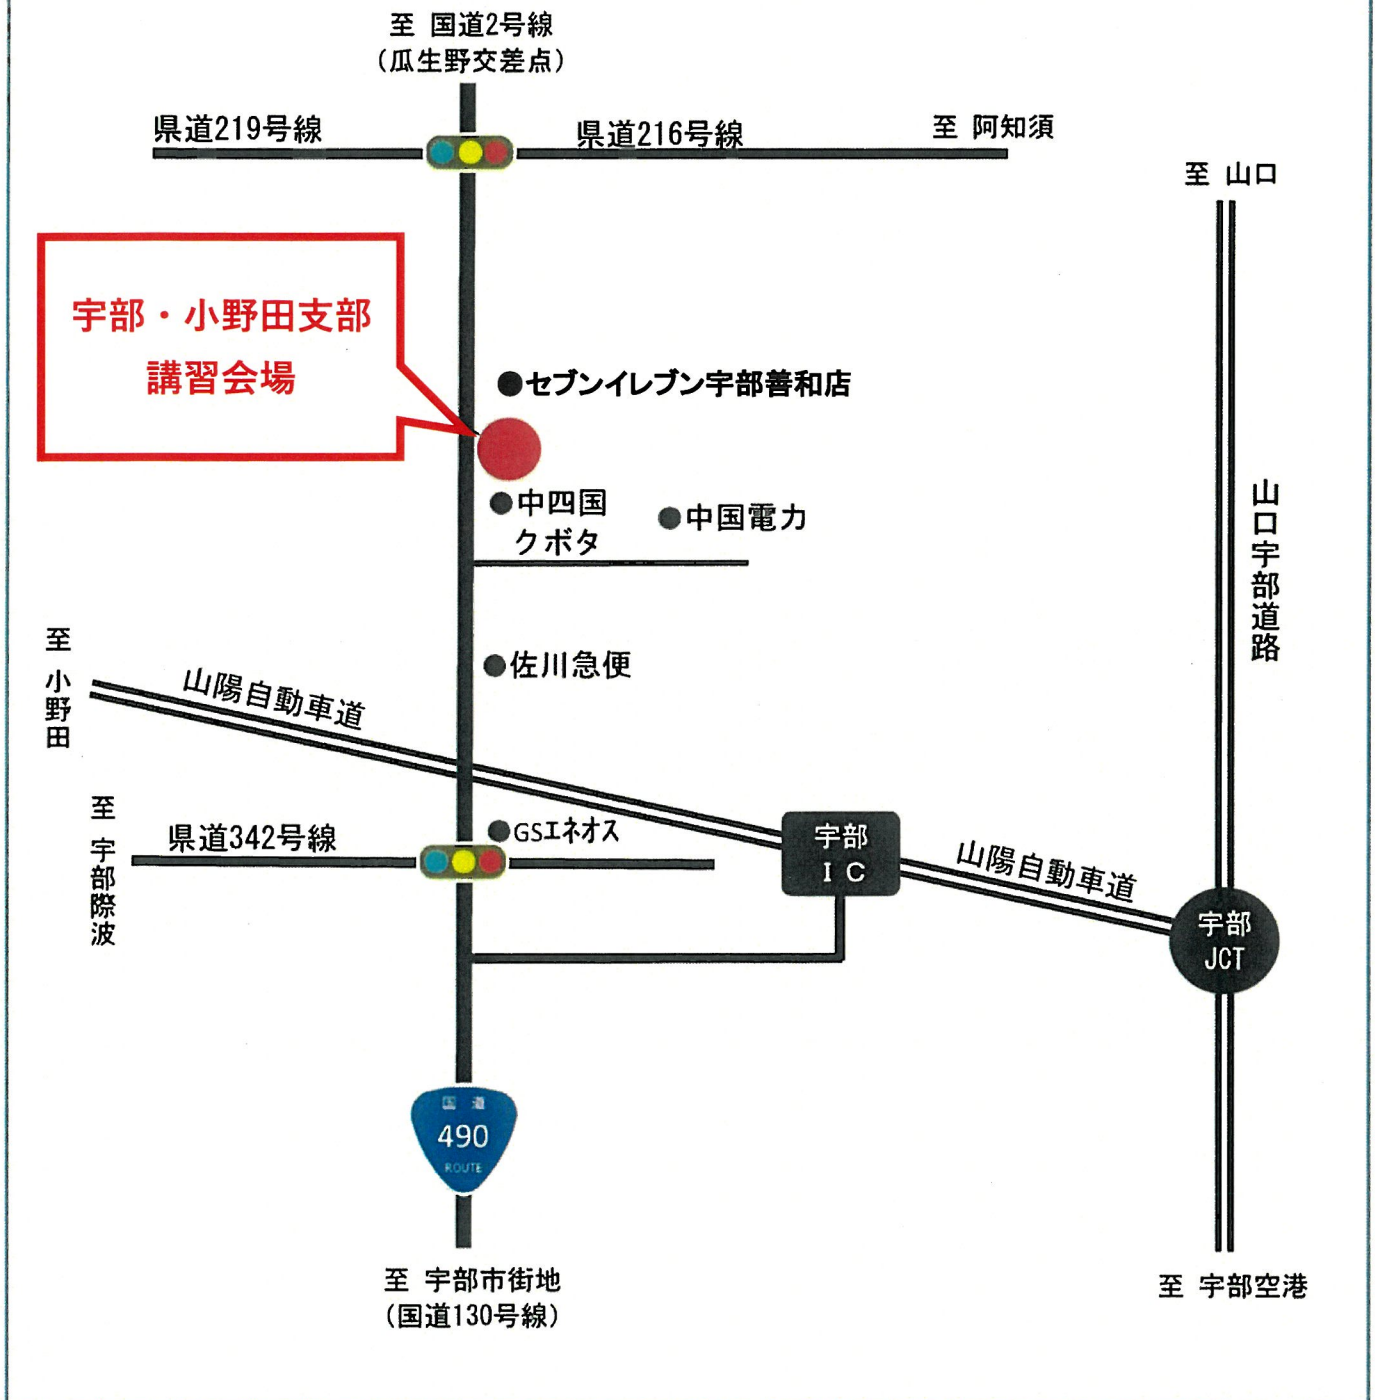 至 国道2号線
（瓜生野交差点）
県道219号線
県道216号線
至 阿知須
至 山口
宇部・小野田支部
講習会場
セブンイレブン宇部善和店
中四国
クボタ
中国電力
山口宇部道路
至 小野田
佐川急便
山陽自動車道
至 宇部際波
県道342号線
GSエネオス
宇部
ＩＣ
山陽自動車道
宇部
JCT
国道
490
ROUTE
至 宇部市街地
（国道130号線）
至 宇部空港